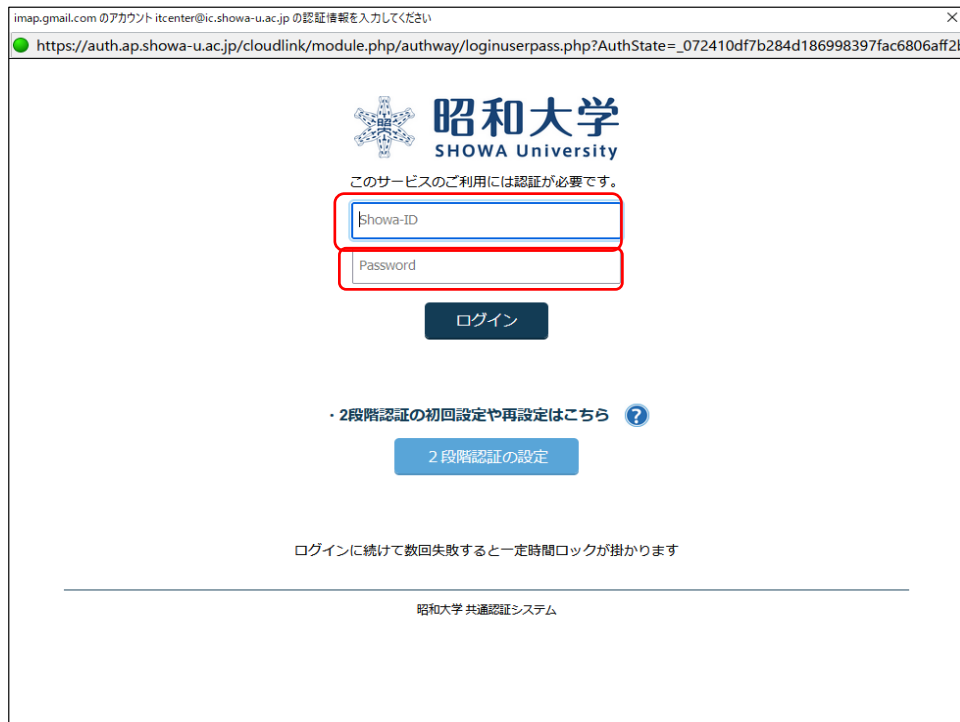 imap.gmail.com のアカウント itcenter@ic.showa-u.ac.jp の認証情報を入力してください
https://auth.ap.showa-u.ac.jp/cloudlink/module.php/authway/loginuserpass.php?AuthState=_072410df7b284d186998397fac6806aff2b
昭和大学
SHOWA University
このサービスのご利用には認証が必要です。
Showa-ID
Password
ログイン
・2段階認証の初回設定や再設定はこちら ?
２段階認証の設定
ログインに続けて数回失敗すると一定時間ロックが掛かります
昭和大学 共通認証システム